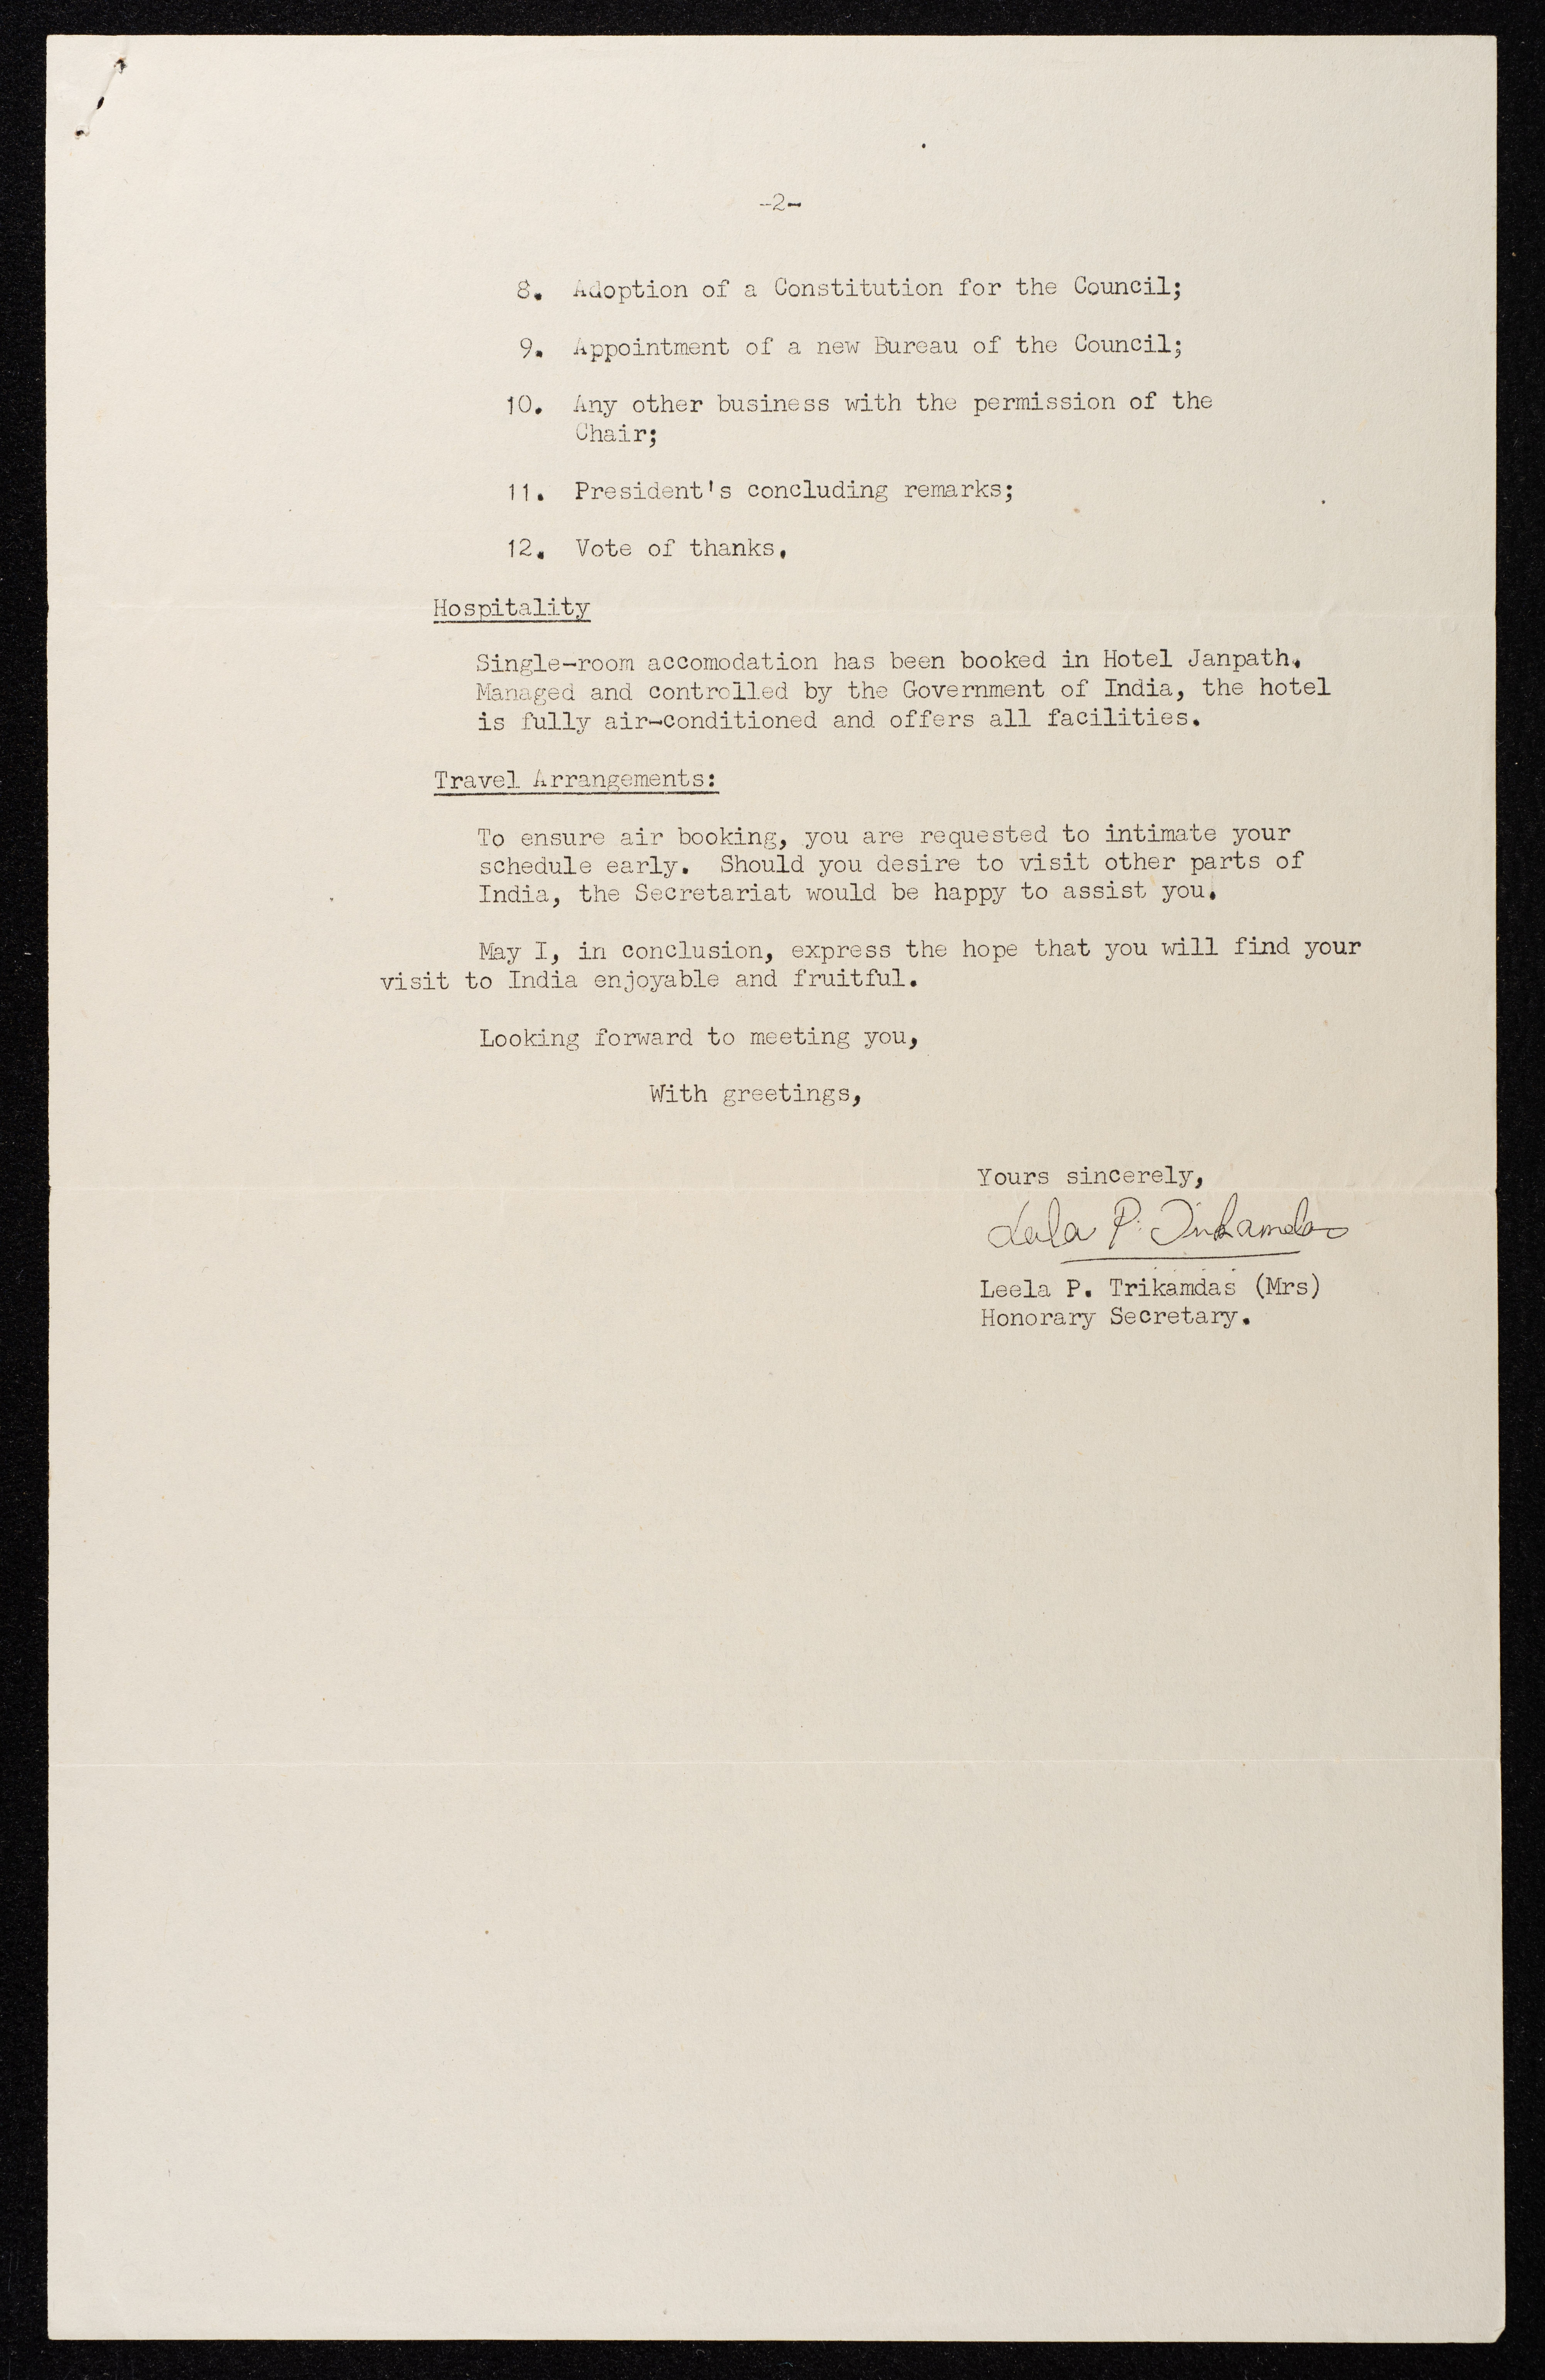 -2-
8. Adoption of a Constitution for the Council;
9. Appointment of a new Bureau of the Council;
10. Any other business with the permission of the
Chair;
11. President's concluding remarks;
12. Vote of thanks.
Hospitality
Single-room accomodation has been booked in Hotel Janpath.
Managed and controlled by the Government of India, the hotel
is fully air-conditioned and offers all facilities.
Travel Arrangements:
To ensure air booking, you are requested to intimate your
schedule early. Should you desire to visit other parts of
India, the Secretariat would be happy to assist you.
May I, in conclusion, express the hope that you will find your
visit to India enjoyable and fruitful.
Looking forward to meeting you,
With greetings,
Yours sincerely,
Leela P. Trikamdas
Leela P. Trikamdas (Mrs)
Honorary Secretary.